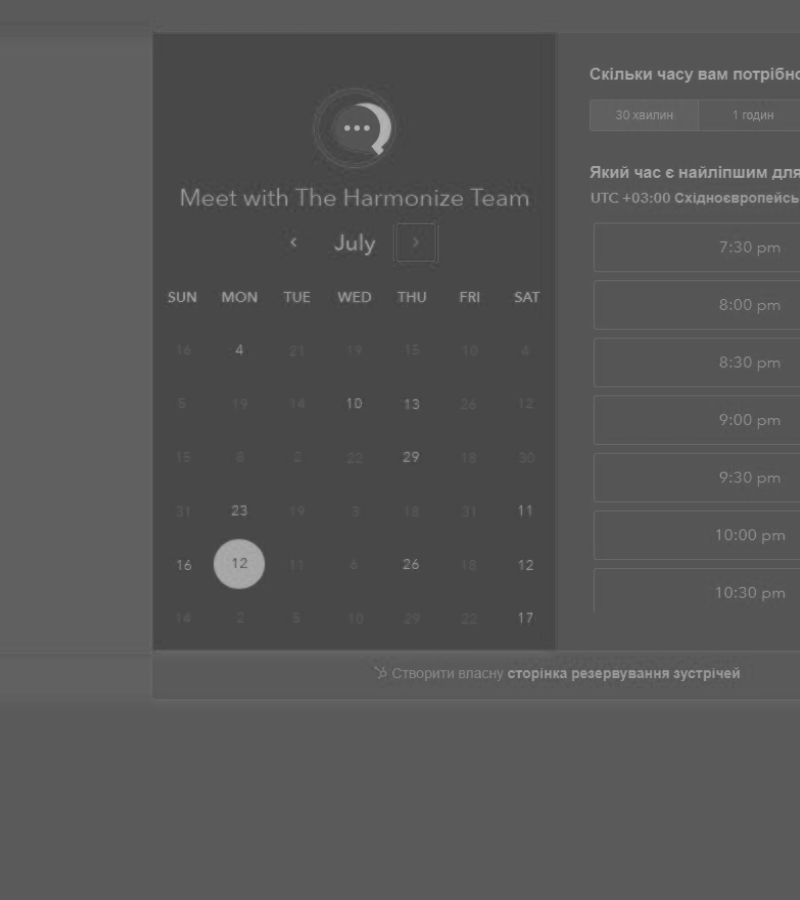 Meet with The Harmonize Team
July
SUN MON TUE WED THU FRI SAT
16 4 21 19 15 10 4
5 19 14 10 13 26 12
15 8 2 22 29 18 30
31 23 19 3 18 31 11
16 12 11 6 26 18 12
14 2 5 10 29 22 17
Скільки часу вам потрібно
30 хвилин 1 годин
Який час є найліпшим для
UTC +03:00 Східноєвропейсь
7:30 pm
8:00 pm
8:30 pm
9:00 pm
9:30 pm
10:00 pm
10:30 pm
Створити власну сторінка резервування зустрічей